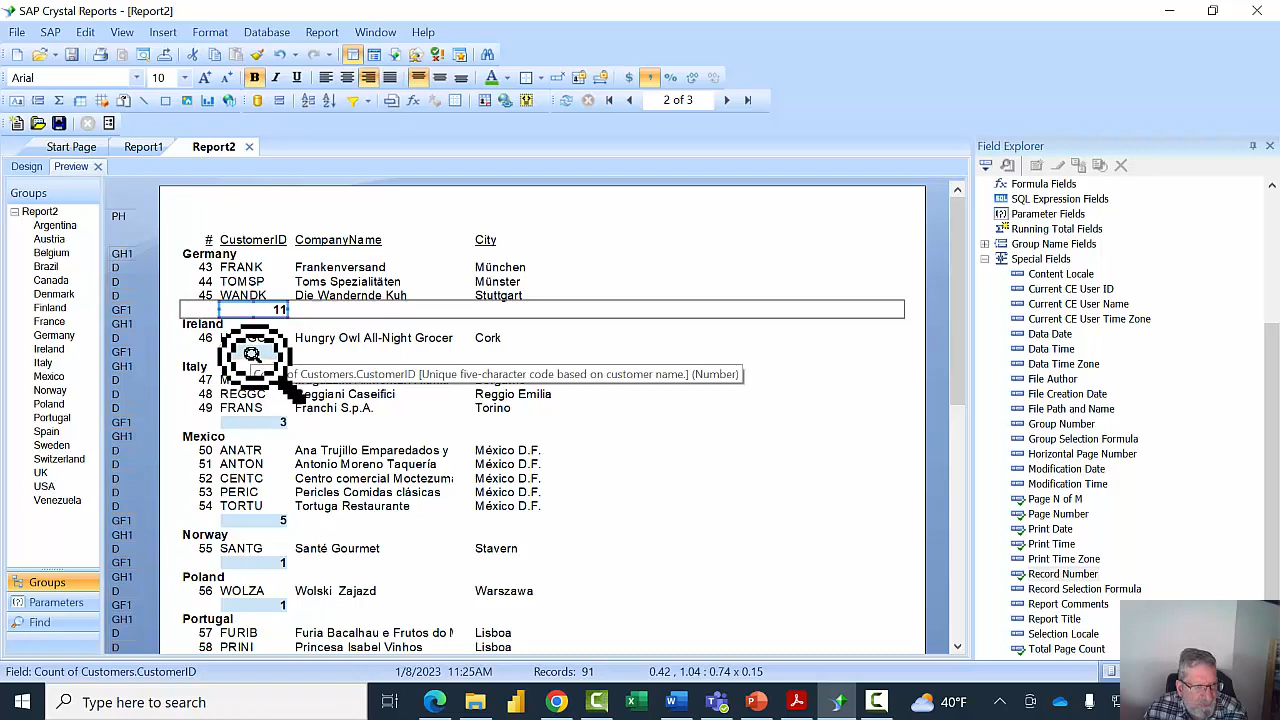 SAP Crystal Reports - [Report2]
File SAP Edit View Insert Format Database Report Window Help
Arial 10
2 of 3
Start Page Report1 Report2
Design Preview
Groups
Report2
Argentina
Austria
Belgium
Brazil
Canada
Denmark
Finland
France
Germany
Ireland
Italy
Mexico
Norway
Poland
Portugal
Spain
Sweden
Switzerland
UK
USA
Venezuela
Groups
Parameters
Find
PH
# CustomerID CompanyName City
GH1 Germany
D 43 FRANK Frankenversand München
D 44 TOMSP Toms Spezialitäten Münster
D 45 WANDK Die Wandernde Kuh Stuttgart
GF1 11
GH1 Ireland
D 46 Hungry Owl All-Night Grocer Cork
GF1
of Customers.CustomerID [Unique five-character code based on customer name.] (Number)
GH1 Italy
D 47
D 48 REGGC Reggiani Caseifici Reggio Emilia
D 49 FRANS Franchi S.p.A. Torino
GF1 3
GH1 Mexico
D 50 ANATR Ana Trujillo Emparedados y México D.F.
D 51 ANTON Antonio Moreno Taquería México D.F.
D 52 CENTC Centro comercial Moctezuma México D.F.
D 53 PERIC Pericles Comidas clásicas México D.F.
D 54 TORTU Tortuga Restaurante México D.F.
GF1 5
GH1 Norway
D 55 SANTG Santé Gourmet Stavern
GF1 1
GH1 Poland
D 56 WOLZA Wolski Zajazd Warszawa
GF1 1
GH1 Portugal
D 57 FURIB Furia Bacalhau e Frutos do M Lisboa
D 58 PRINI Princesa Isabel Vinhos Lisboa
Field Explorer
Formula Fields
SQL Expression Fields
Parameter Fields
Running Total Fields
Group Name Fields
Special Fields
Content Locale
Current CE User ID
Current CE User Name
Current CE User Time Zone
Data Date
Data Time
Data Time Zone
File Author
File Creation Date
File Path and Name
Group Number
Group Selection Formula
Horizontal Page Number
Modification Date
Modification Time
Page N of M
Page Number
Print Date
Print Time
Print Time Zone
Record Number
Record Selection Formula
Report Comments
Report Title
Selection Locale
Total Page Count
Field: Count of Customers.CustomerID 1/8/2023 11:25AM Records: 91 0.42 , 1.04 : 0.74 x 0.15
Type here to search
40°F